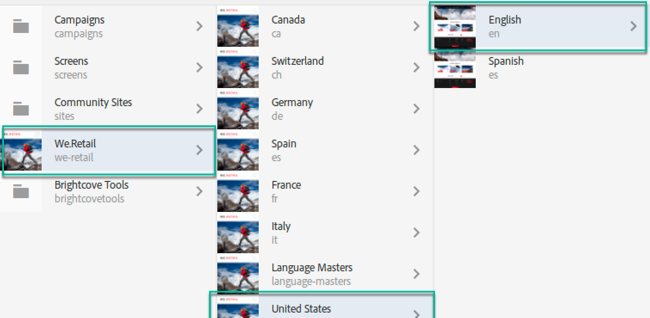 Campaigns
campaigns
Screens
screens
Community Sites
sites
We.Retail
we-retail
Brightcove Tools
brightcovetools
Canada
ca
Switzerland
ch
Germany
de
Spain
es
France
fr
Italy
it
Language Masters
language-masters
United States
English
en
Spanish
es